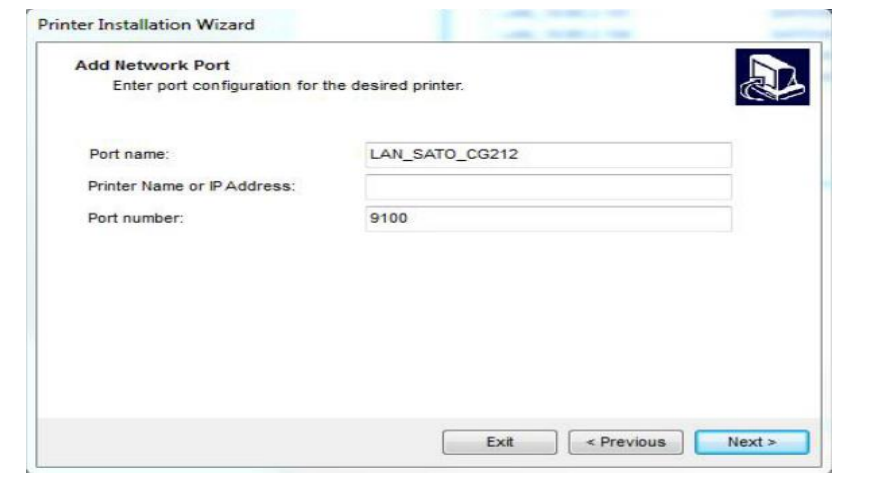 Printer Installation Wizard
Add Network Port
Enter port configuration for the desired printer.
Port name: LAN_SATO_CG212
Printer Name or IP Address:
Port number: 9100
Exit < Previous Next >